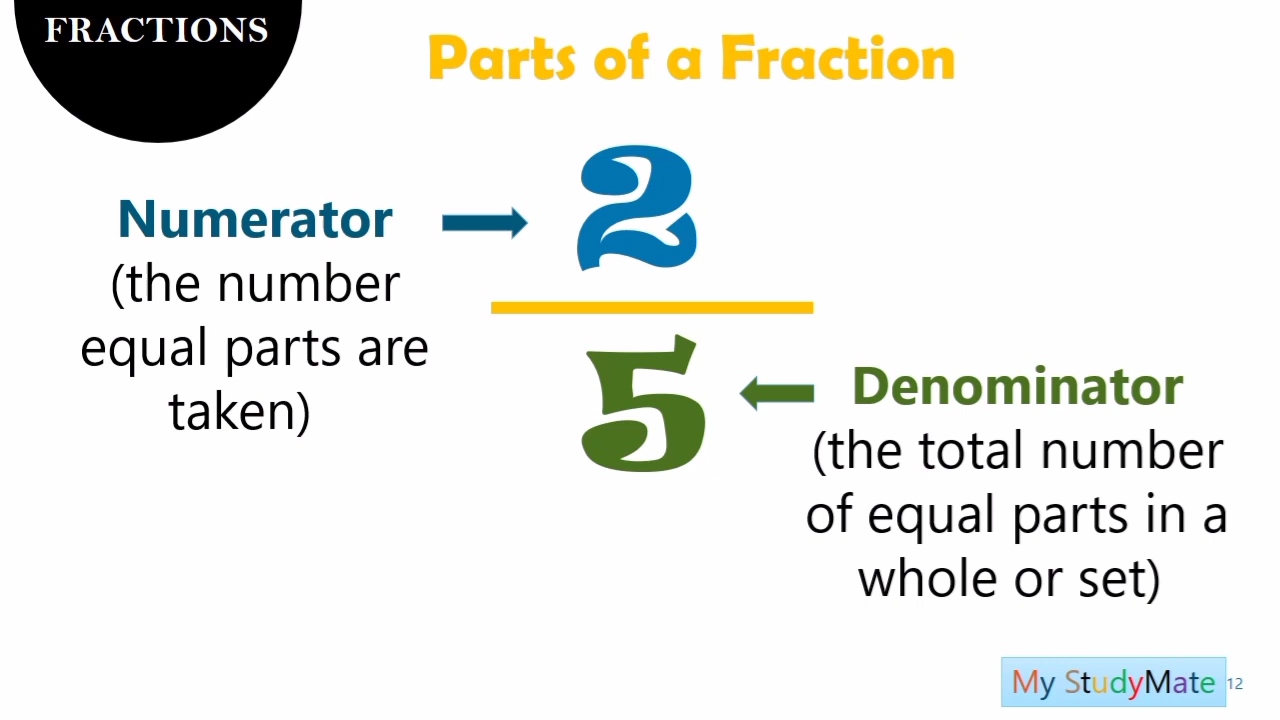 FRACTIONS
Parts of a Fraction
2
Numerator
(the number
equal parts are
taken)
5
Denominator
(the total number
of equal parts in a
whole or set)
My StudyMate
12